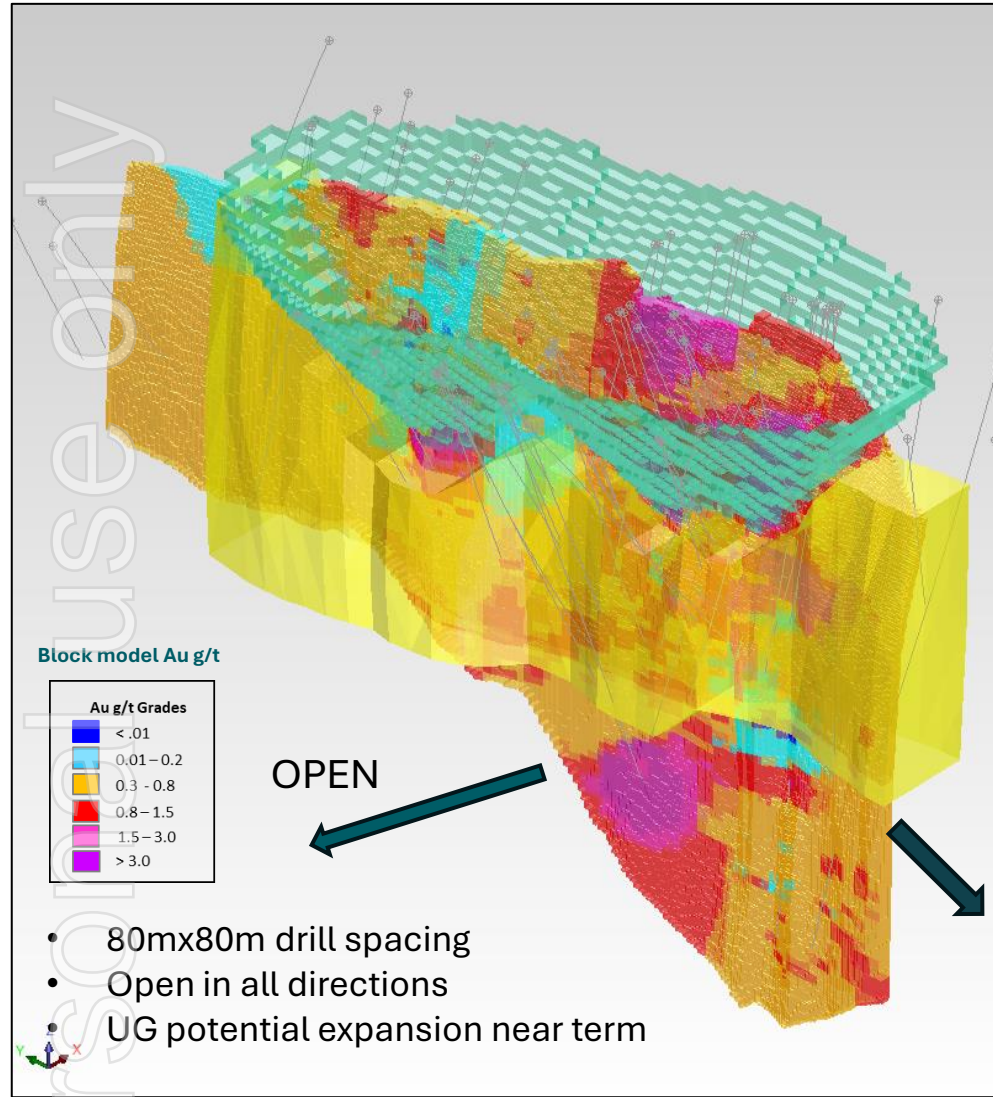 Block model Au g/t
Au g/t Grades
< .01
0.01 – 0.2
0.3 - 0.8
0.8 – 1.5
1.5 – 3.0
> 3.0
OPEN
• 80mx80m drill spacing
• Open in all directions
• UG potential expansion near term
Z
Y
X
rsonal use only